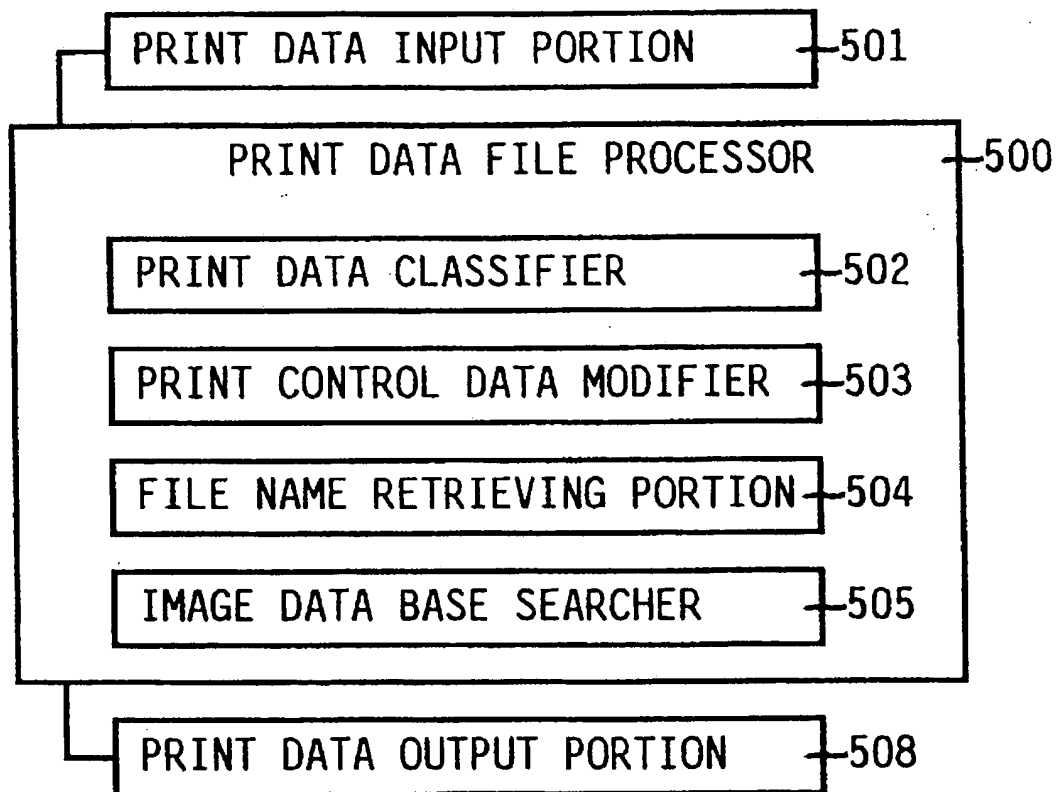 PRINT DATA INPUT PORTION 501
PRINT DATA FILE PROCESSOR 500
PRINT DATA CLASSIFIER 502
PRINT CONTROL DATA MODIFIER 503
FILE NAME RETRIEVING PORTION 504
IMAGE DATA BASE SEARCHER 505
PRINT DATA OUTPUT PORTION 508